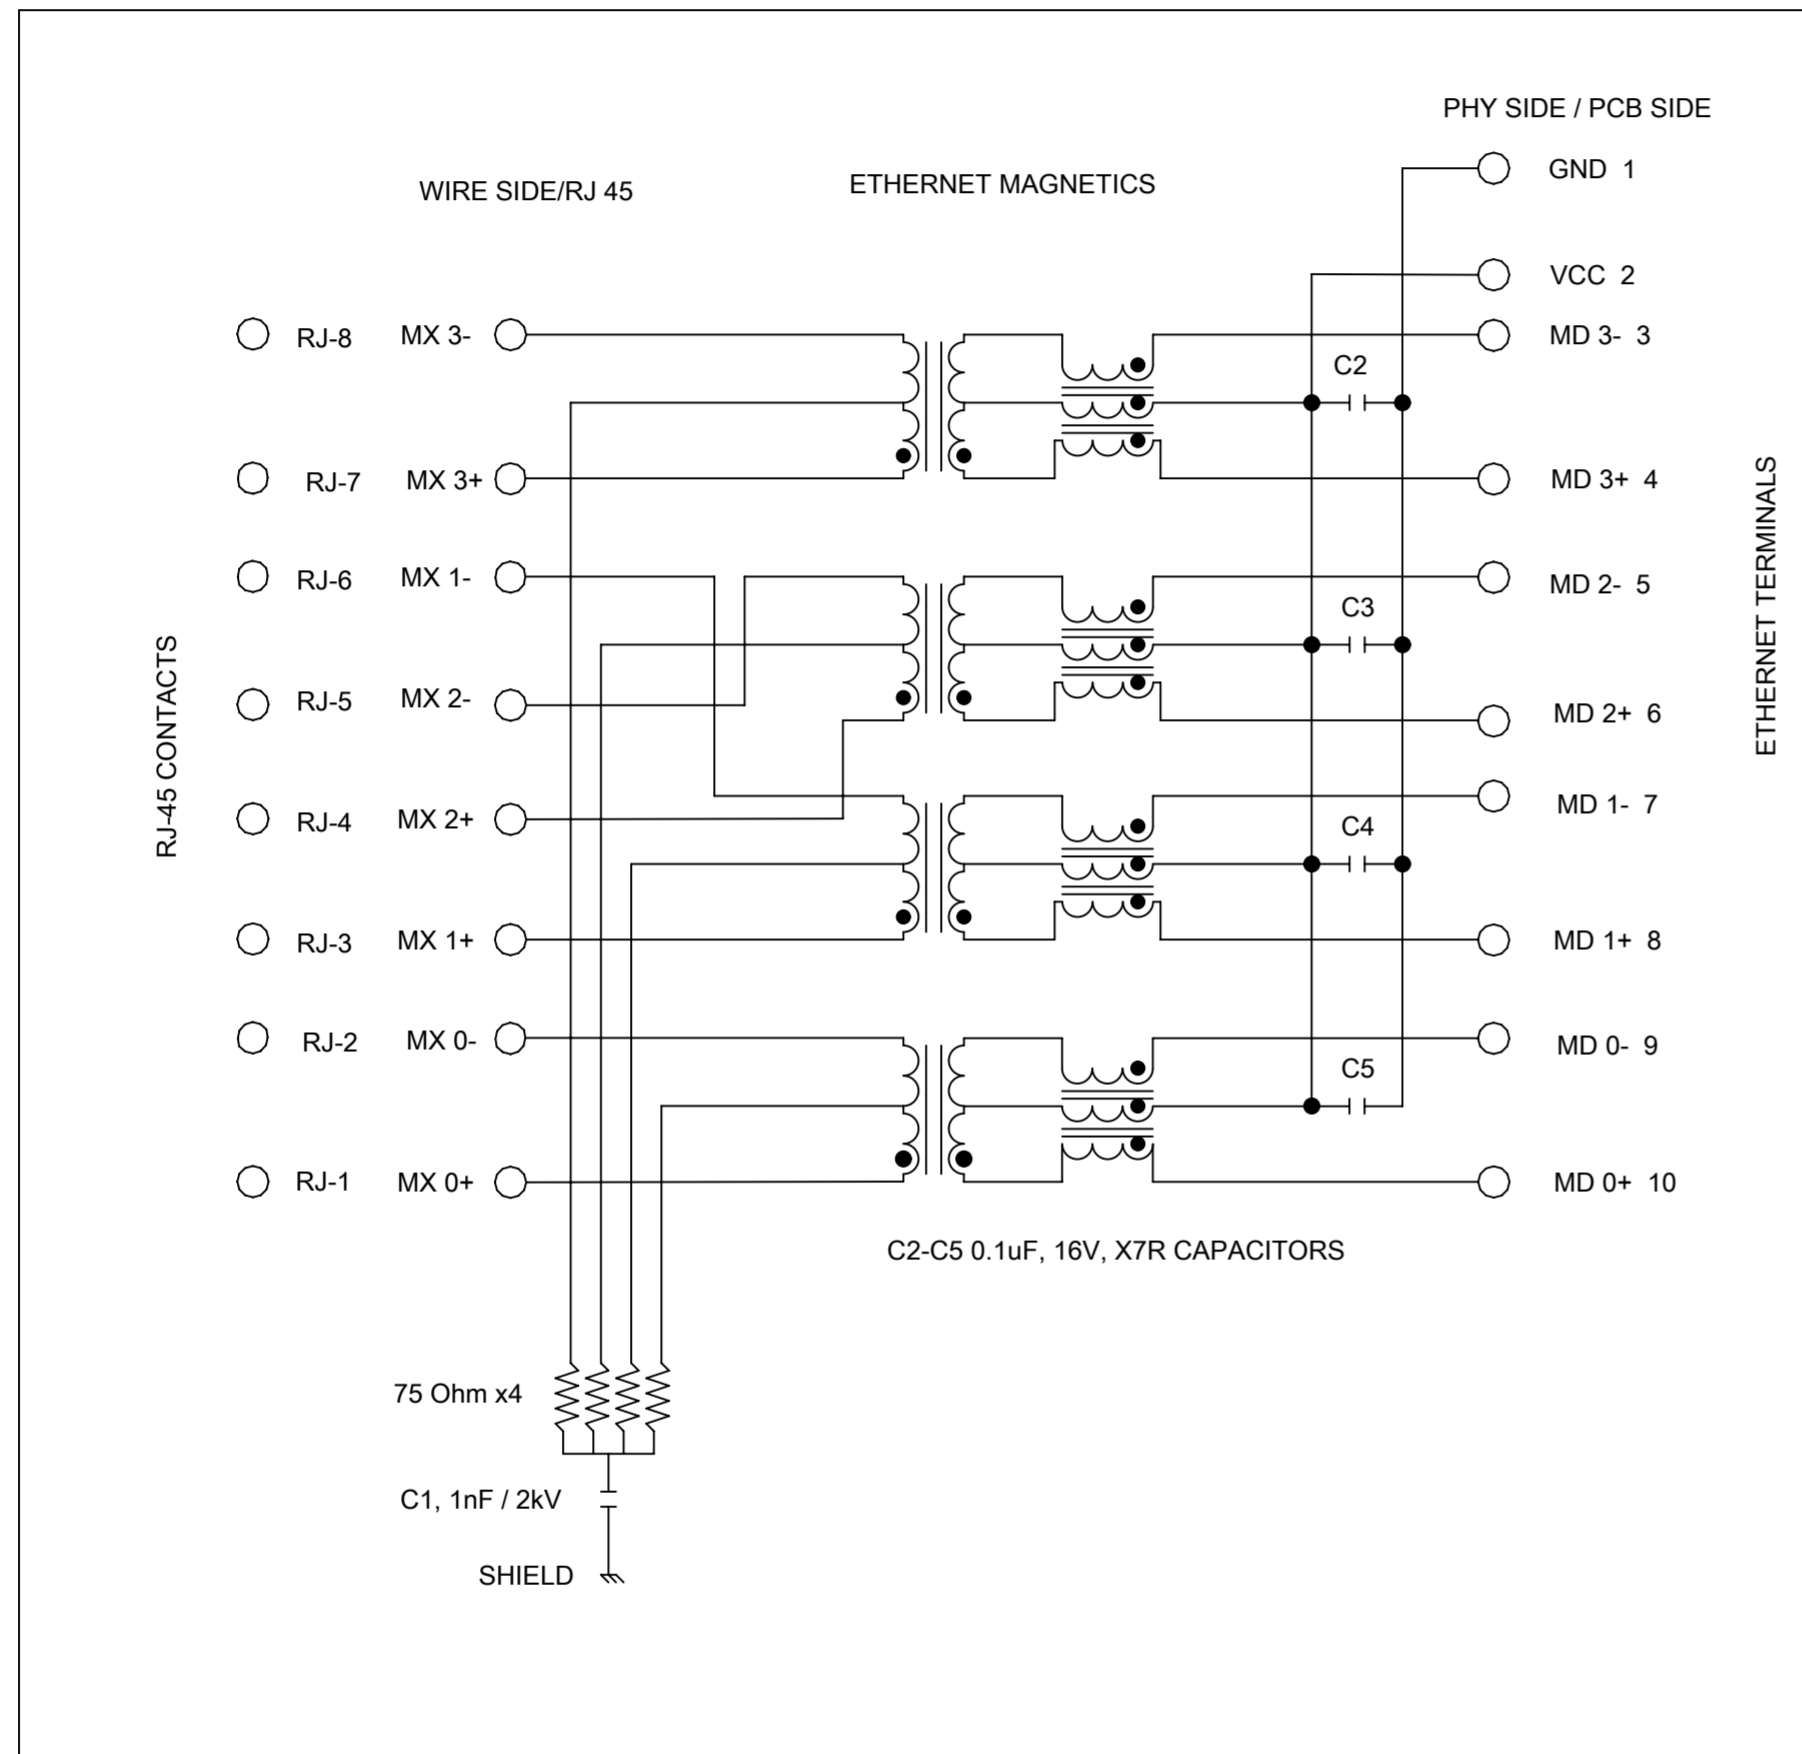 PHY SIDE / PCB SIDE
GND 1
WIRE SIDE/RJ 45
ETHERNET MAGNETICS
VCC 2
RJ-8 MX 3-
MD 3- 3
C2
RJ-7 MX 3+
MD 3+ 4
RJ-6 MX 1-
MD 2- 5
C3
RJ-5 MX 2-
MD 2+ 6
RJ-4 MX 2+
MD 1- 7
C4
RJ-3 MX 1+
MD 1+ 8
RJ-2 MX 0-
MD 0- 9
C5
RJ-1 MX 0+
MD 0+ 10
RJ-45 CONTACTS
ETHERNET TERMINALS
C2-C5 0.1uF, 16V, X7R CAPACITORS
75 Ohm x4
C1, 1nF / 2kV
SHIELD